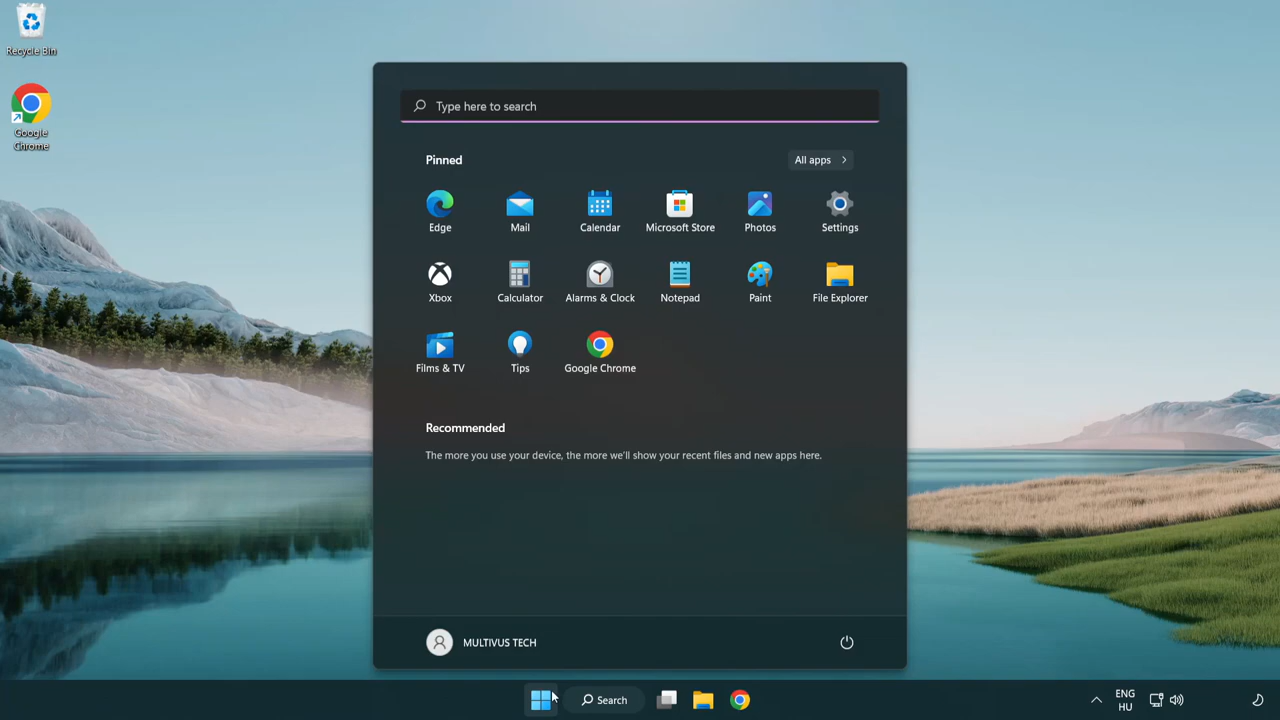 Recycle Bin
Google
Chrome
Type here to search
Pinned
All apps
Edge
Mail
Calendar
Microsoft Store
Photos
Settings
Xbox
Calculator
Alarms & Clock
Notepad
Paint
File Explorer
Films & TV
Tips
Google Chrome
Recommended
The more you use your device, the more we'll show your recent files and new apps here.
MULTIVUS TECH
Search
ENG
HU